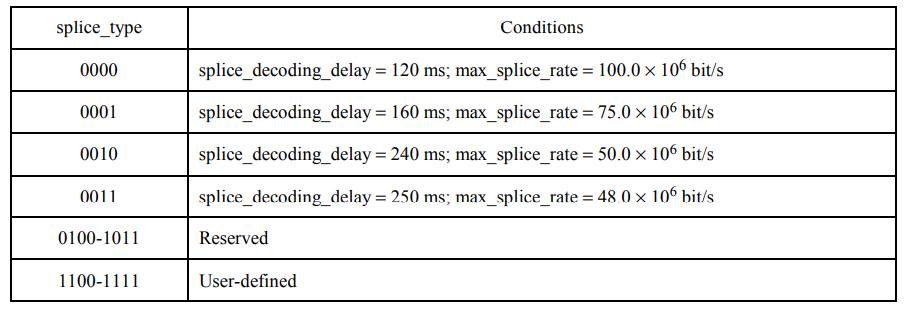 splice_type Conditions
0000 splice_decoding_delay = 120 ms; max_splice_rate = 100.0 × 10⁶ bit/s
0001 splice_decoding_delay = 160 ms; max_splice_rate = 75.0 × 10⁶ bit/s
0010 splice_decoding_delay = 240 ms; max_splice_rate = 50.0 × 10⁶ bit/s
0011 splice_decoding_delay = 250 ms; max_splice_rate = 48.0 × 10⁶ bit/s
0100-1011 Reserved
1100-1111 User-defined